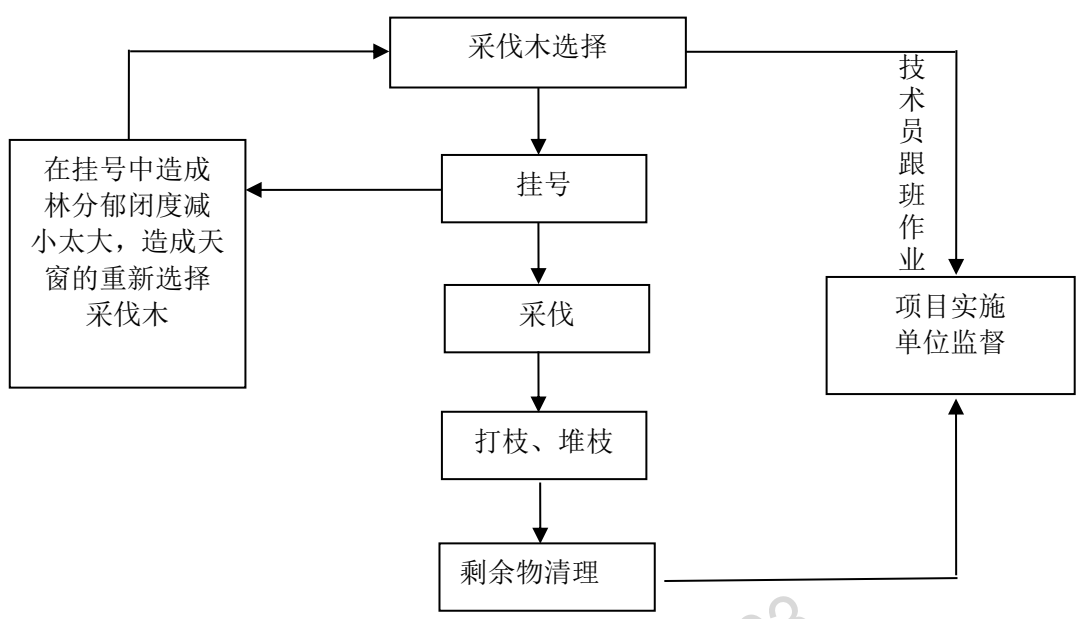 采伐木选择
技术员跟班作业
在挂号中造成
林分郁闭度减
小太大，造成天
窗的重新选择
采伐木
挂号
采伐
项目实施
单位监督
打枝、堆枝
剩余物清理